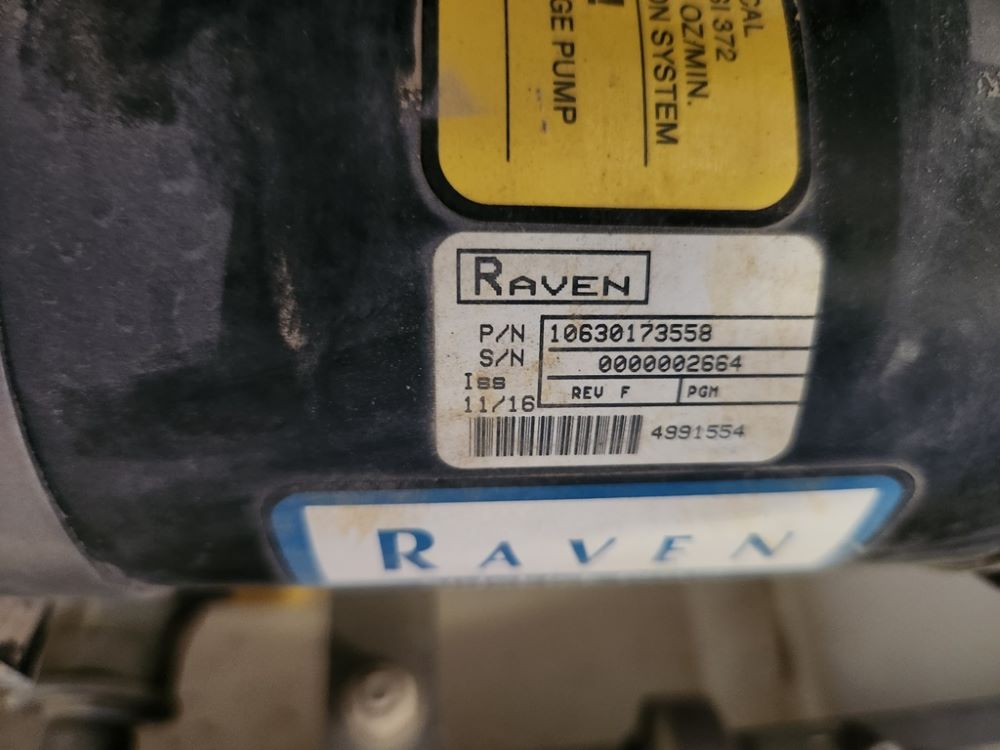 CAL
SI 372
OZ/MIN.
ON SYSTEM
GE PUMP
RAVEN
P/N 10630173558
S/N 0000002664
Iss 11/16
REV F PGM
4991554
RAVEN